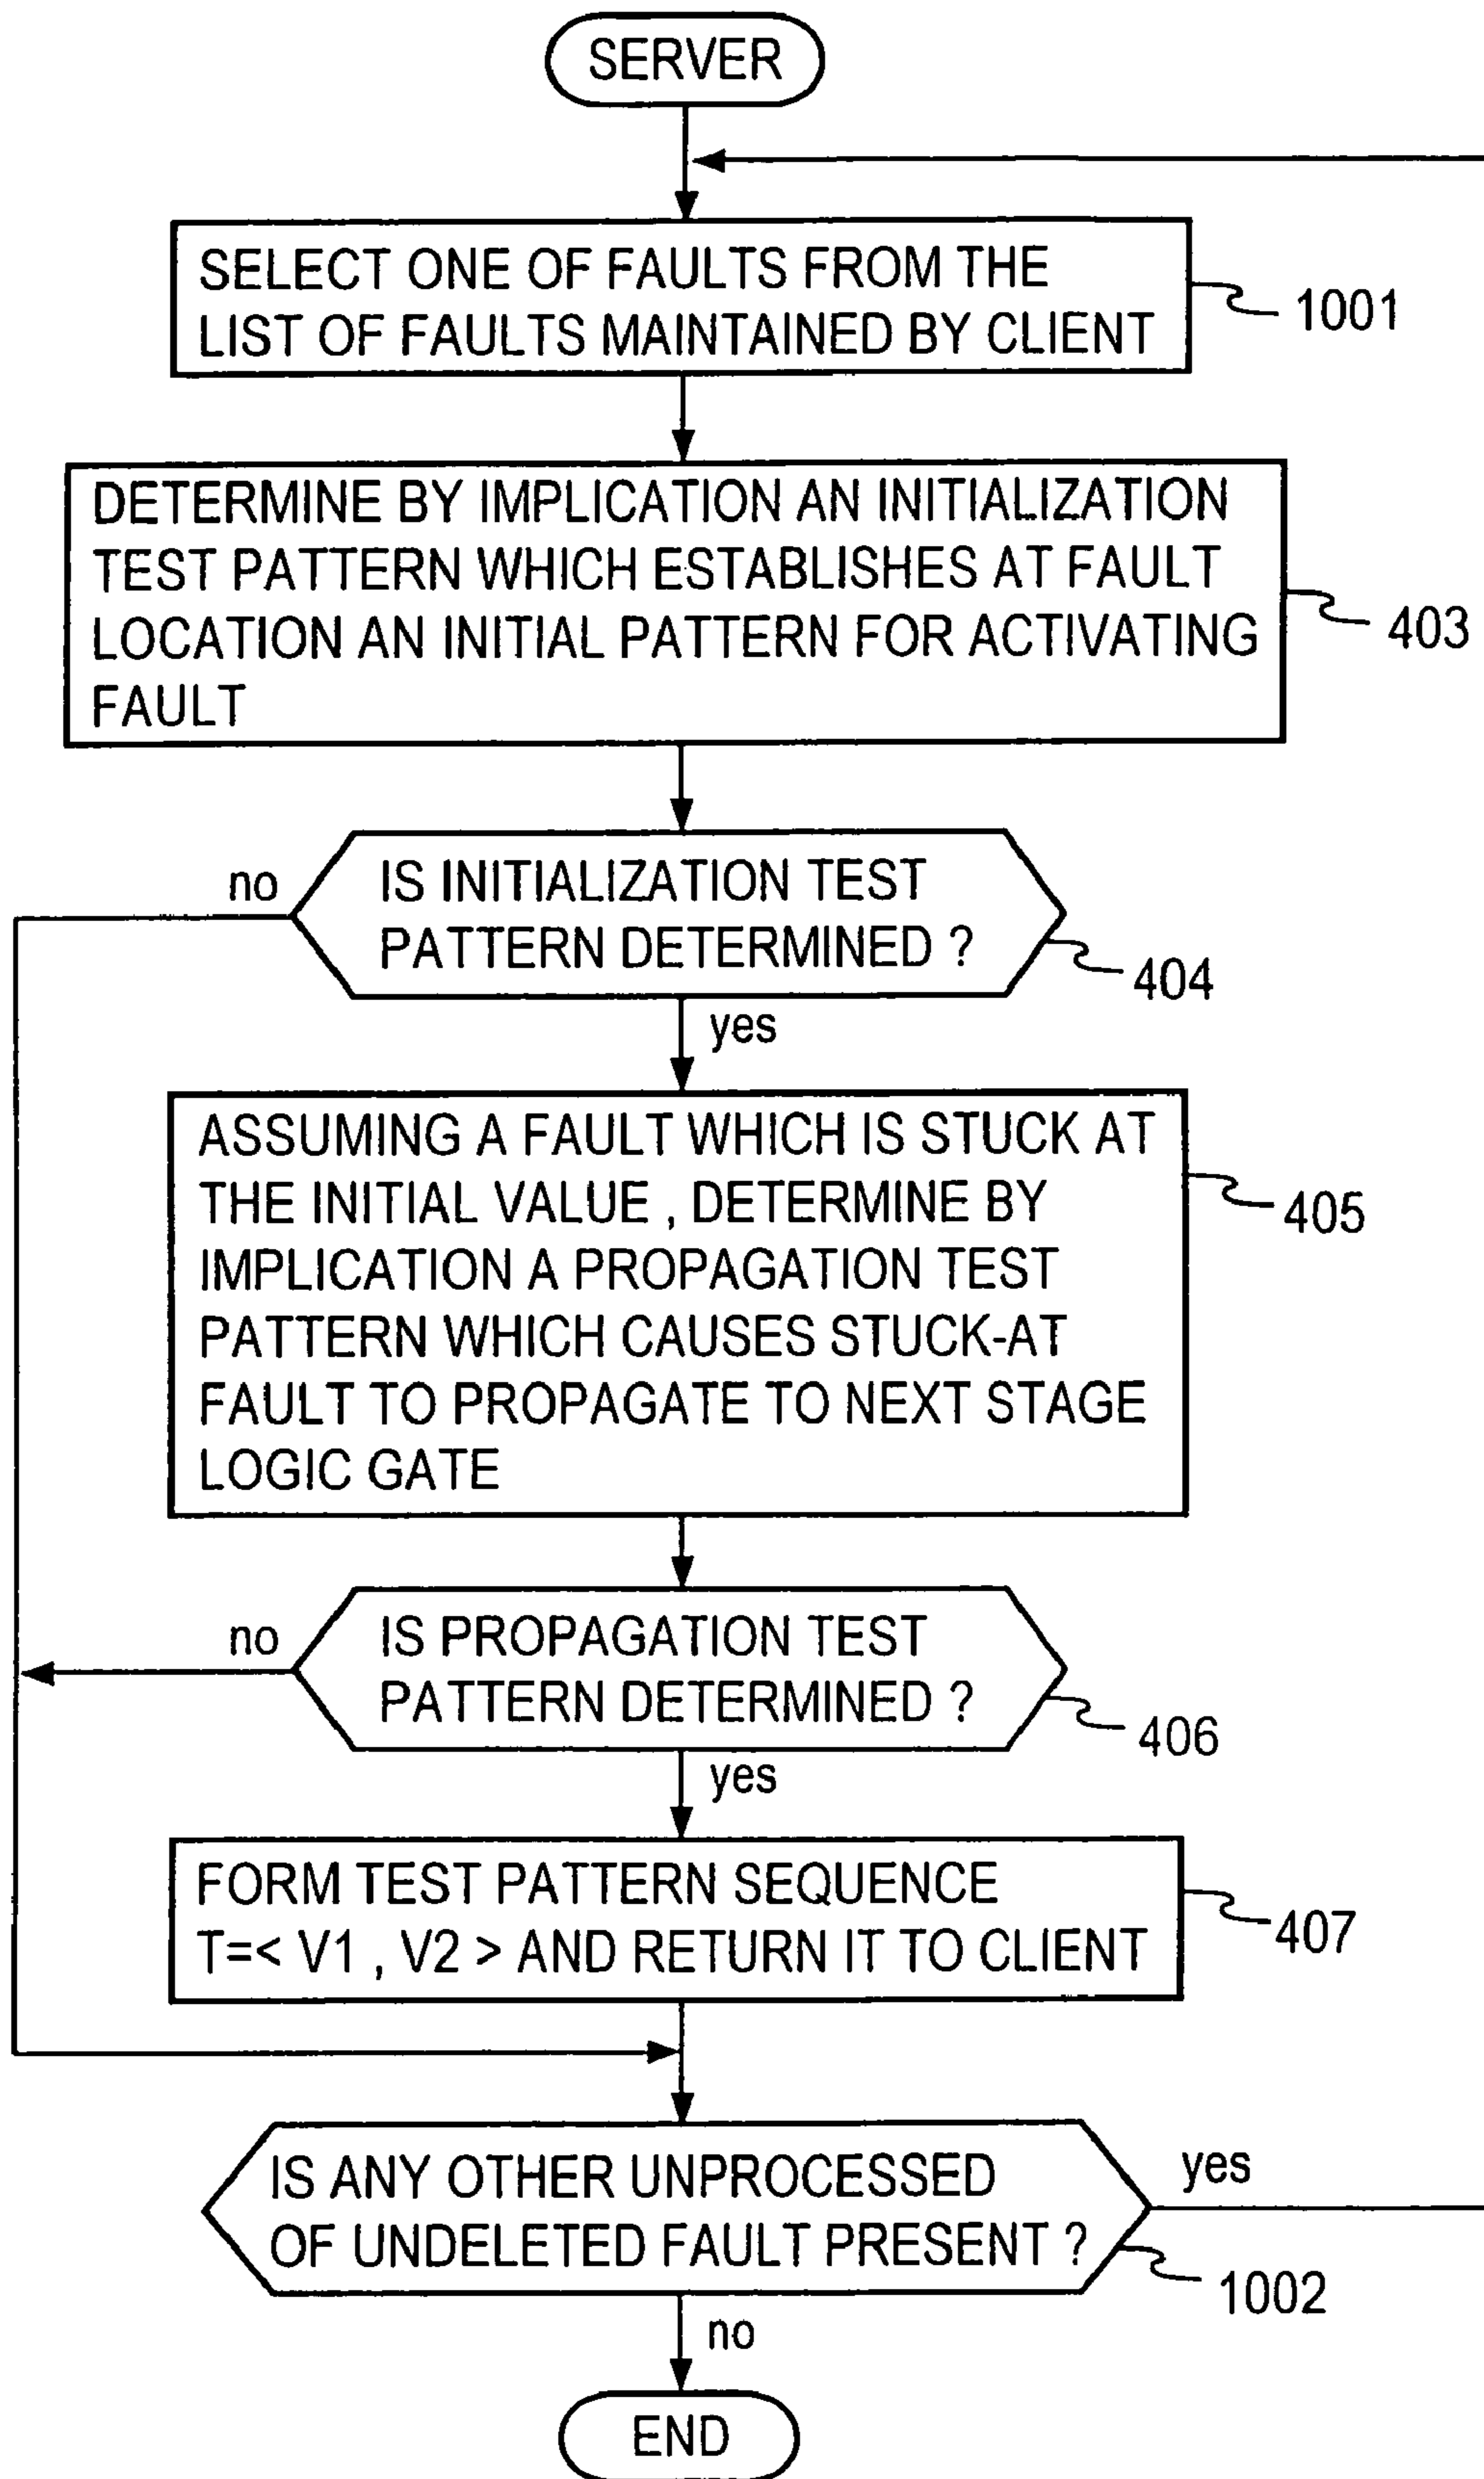 SERVER
SELECT ONE OF FAULTS FROM THE
LIST OF FAULTS MAINTAINED BY CLIENT
1001
DETERMINE BY IMPLICATION AN INITIALIZATION
TEST PATTERN WHICH ESTABLISHES AT FAULT
LOCATION AN INITIAL PATTERN FOR ACTIVATING
FAULT
403
no
IS INITIALIZATION TEST
PATTERN DETERMINED ?
404
yes
ASSUMING A FAULT WHICH IS STUCK AT
THE INITIAL VALUE , DETERMINE BY
IMPLICATION A PROPAGATION TEST
PATTERN WHICH CAUSES STUCK-AT
FAULT TO PROPAGATE TO NEXT STAGE
LOGIC GATE
405
no
IS PROPAGATION TEST
PATTERN DETERMINED ?
406
yes
FORM TEST PATTERN SEQUENCE
T=< V1 , V2 > AND RETURN IT TO CLIENT
407
IS ANY OTHER UNPROCESSED
OF UNDELETED FAULT PRESENT ?
yes
1002
no
END